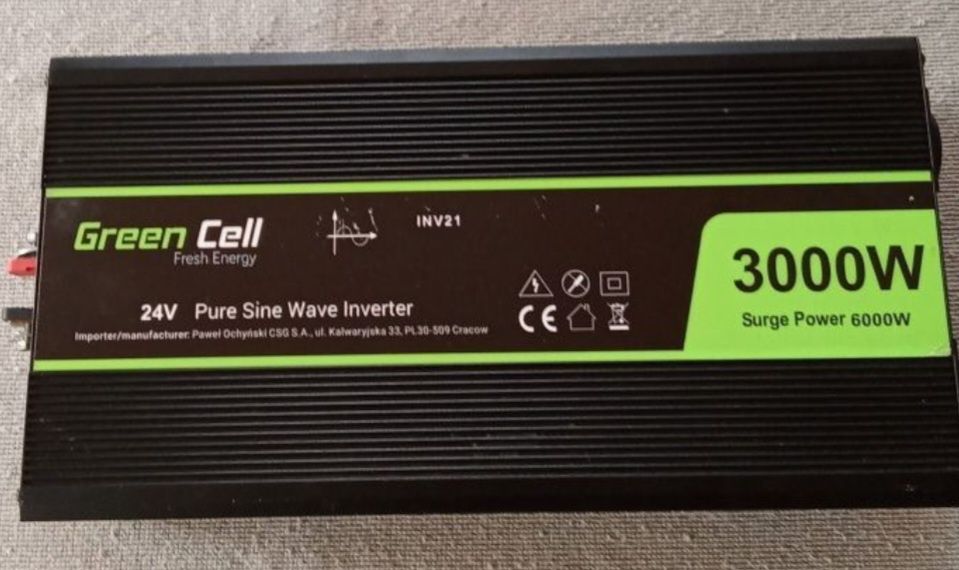 Green Cell
Fresh Energy
INV21
24V Pure Sine Wave Inverter
Importer/manufacturer: Paweł Ochyński CSG S.A., ul. Kalwaryjska 33, PL30-509 Cracow
CE
3000W
Surge Power 6000W